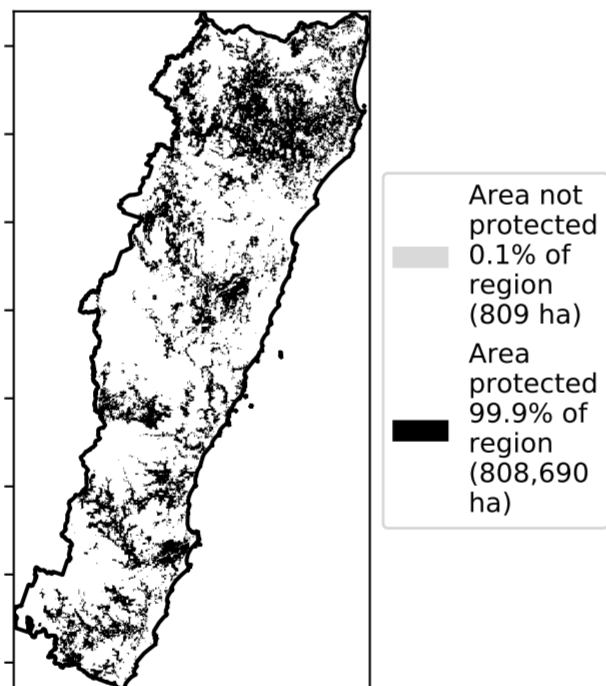 Area not
protected
0.1% of
region
(809 ha)
Area
protected
99.9% of
region
(808,690
ha)